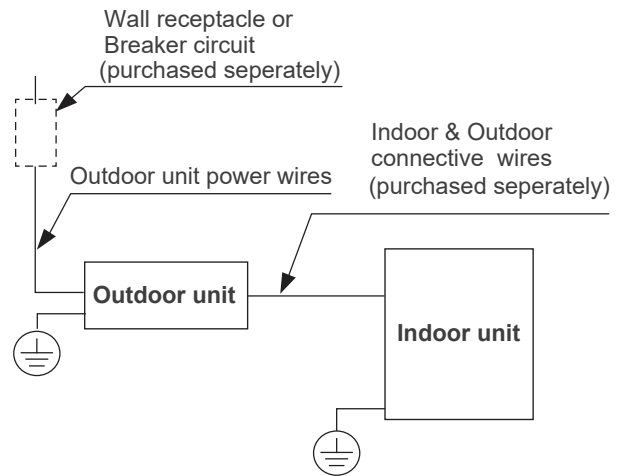 Wall receptacle or
Breaker circuit
(purchased seperately)
Indoor & Outdoor
connective wires
(purchased seperately)
Outdoor unit power wires
Outdoor unit
Indoor unit